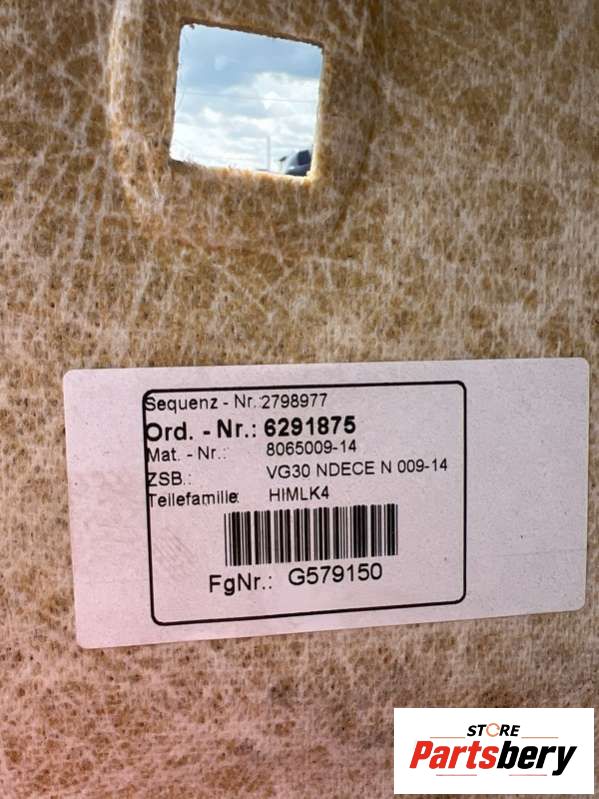 Sequenz - Nr.:2798977
Ord. - Nr.: 6291875
Mat. - Nr.: 8065009-14
ZSB.: VG30 NDECE N 009-14
Teilefamilie: HIMLK4
FgNr.: G579150
STORE
Partsbery